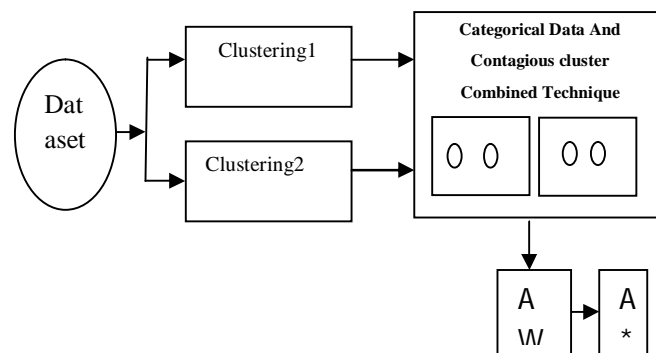 Dat
aset
Clustering1
Clustering2
Categorical Data And
Contagious cluster
Combined Technique
A
W
A
*